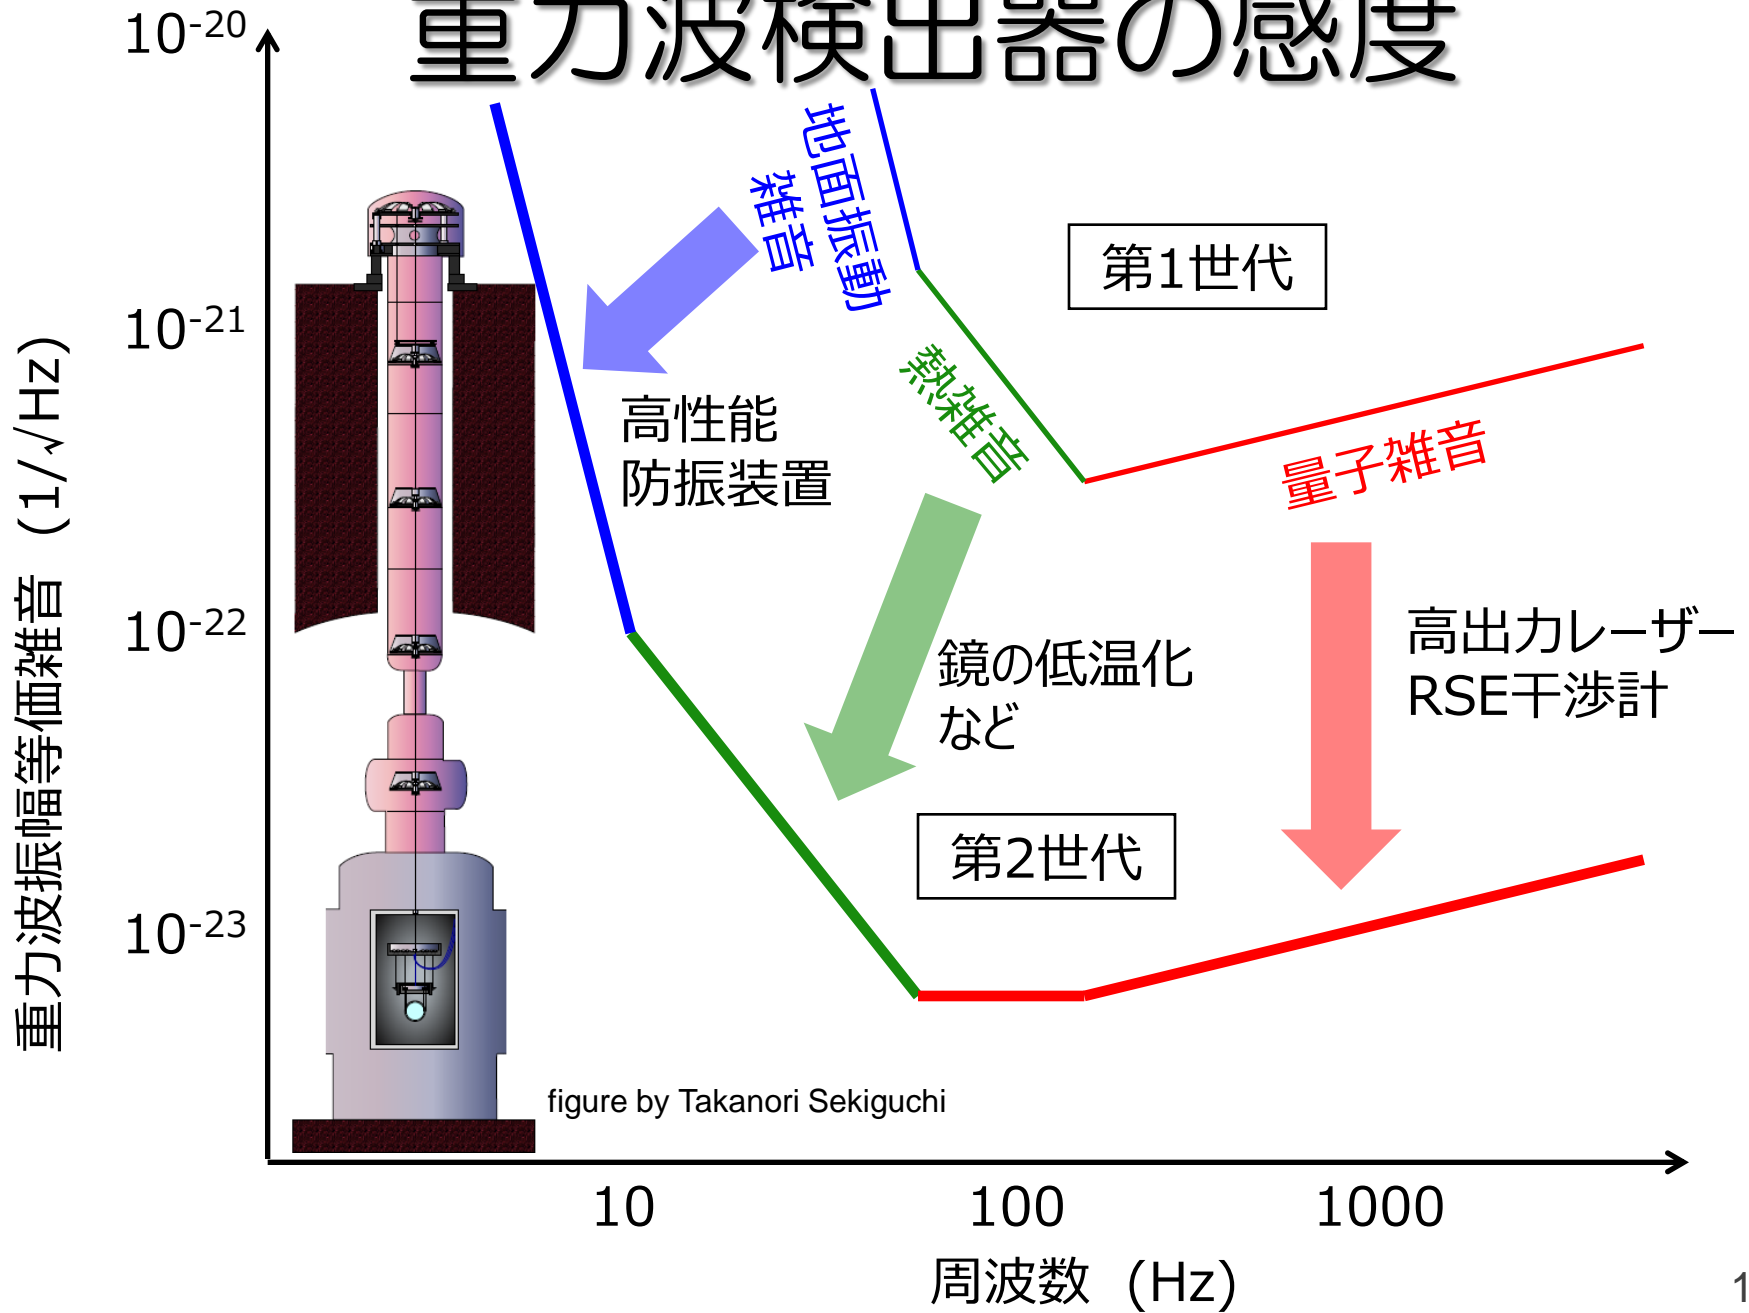 重力波検出器の感度
10-20
10-21
10-22
10-23
重力波振幅等価雑音 (1/√Hz)
地面振動
雑音
第1世代
熱雑音
量子雑音
高性能
防振装置
鏡の低温化
など
高出力レーザー
RSE干渉計
第2世代
figure by Takanori Sekiguchi
10
100
1000
周波数 (Hz)
1